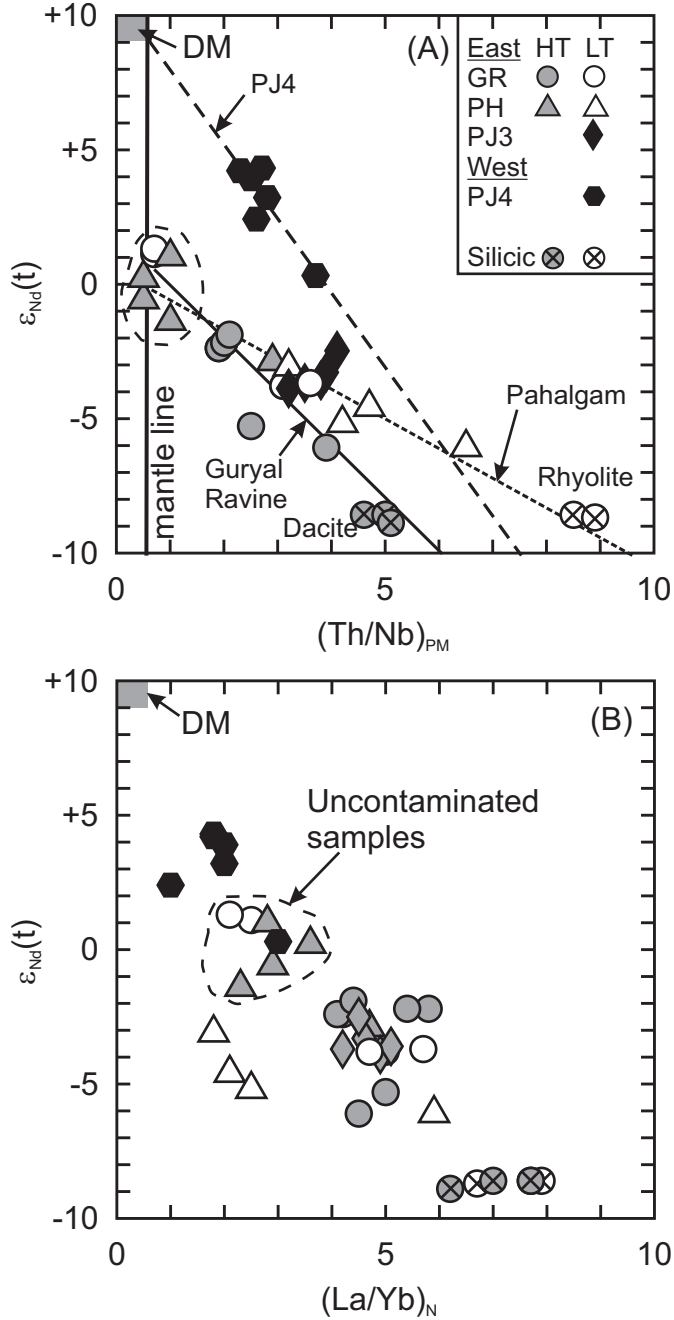 +10
+5
0
-5
-10
εNd(t)
DM
PJ4
(A)
East HT LT
GR
PH
PJ3
West
PJ4
Silicic
mantle line
Guryal
Ravine
Dacite
Pahalgam
Rhyolite
0 5 10
(Th/Nb)PM
+10
+5
0
-5
-10
εNd(t)
DM
(B)
Uncontaminated
samples
0 5 10
(La/Yb)N